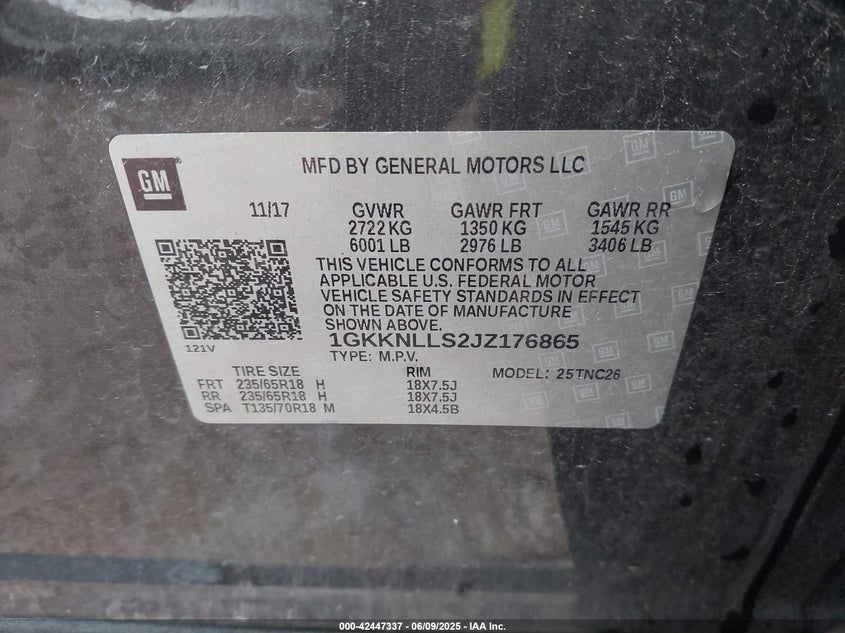 GM
MFD BY GENERAL MOTORS LLC
11/17 GVWR GAWR FRT GAWR RR
2722 KG 1350 KG 1545 KG
6001 LB 2976 LB 3406 LB
THIS VEHICLE CONFORMS TO ALL
APPLICABLE U.S. FEDERAL MOTOR
VEHICLE SAFETY STANDARDS IN EFFECT
ON THE DATE OF MANUFACTURE
SHOWN ABOVE.
1GKKNLLS2JZ176865
121V
TYPE: M.P.V.
TIRE SIZE RIM MODEL: 25TNC26
FRT 235/65R18 H 18X7.5J
RR 235/65R18 H 18X7.5J
SPA T135/70R18 M 18X4.5B
000-42447337 - 06/09/2025 - IAA Inc.